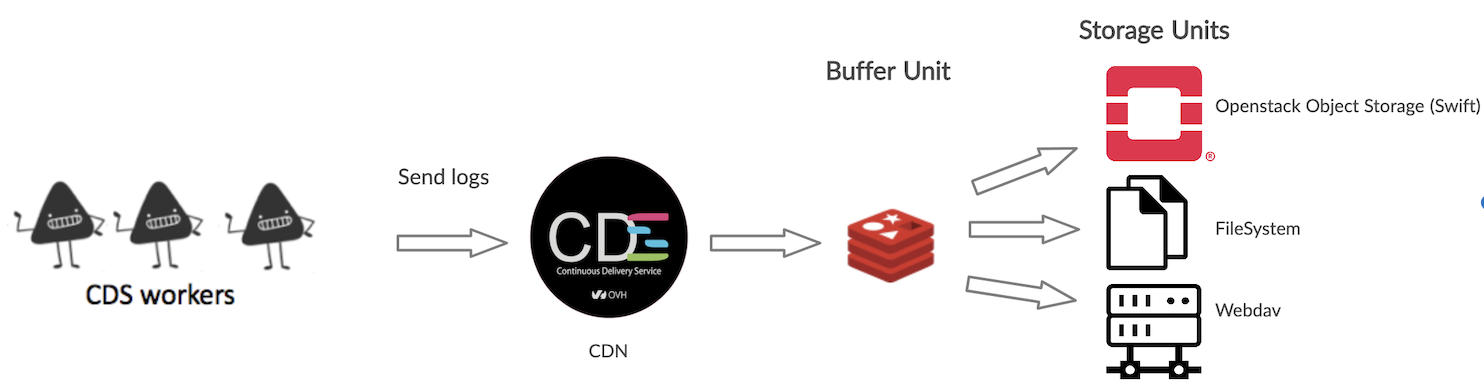 Storage Units
Buffer Unit
Openstack Object Storage (Swift)
®
Send logs
CDS
Continuous Delivery Service
OVH
FileSystem
CDS workers
Webdav
CDN